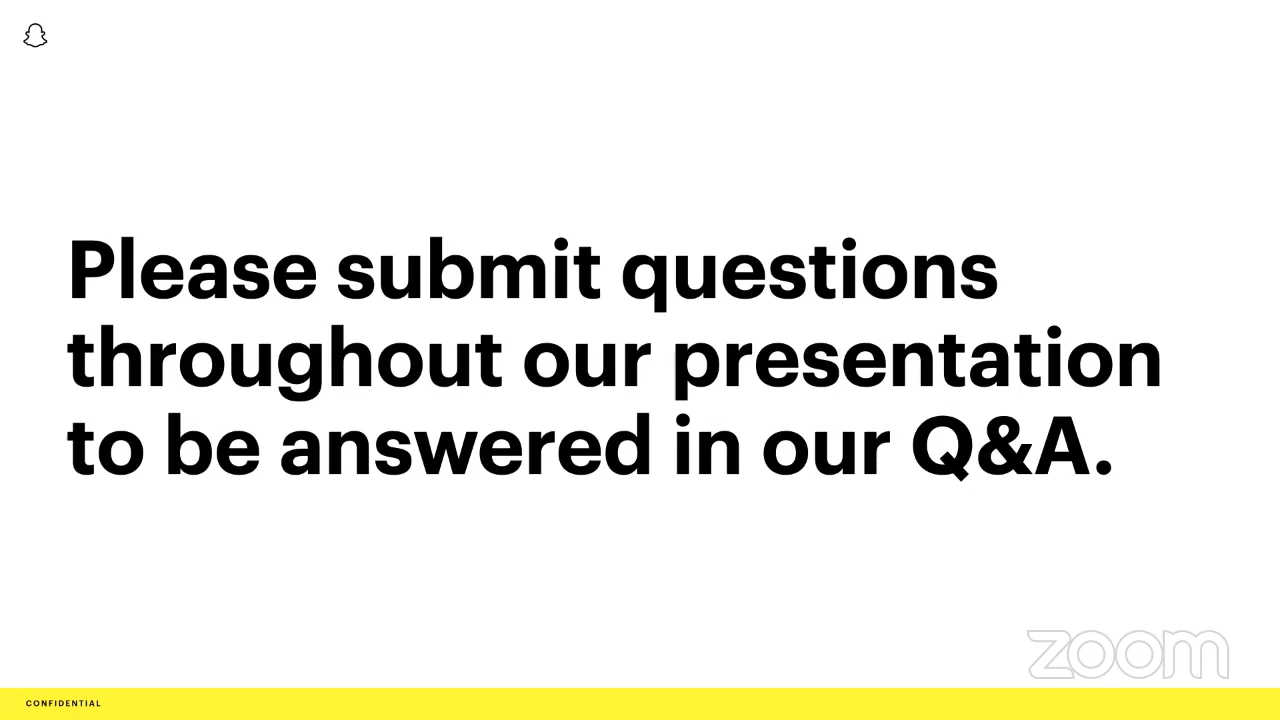 Please submit questions
throughout our presentation
to be answered in our Q&A.
zoom
CONFIDENTIAL